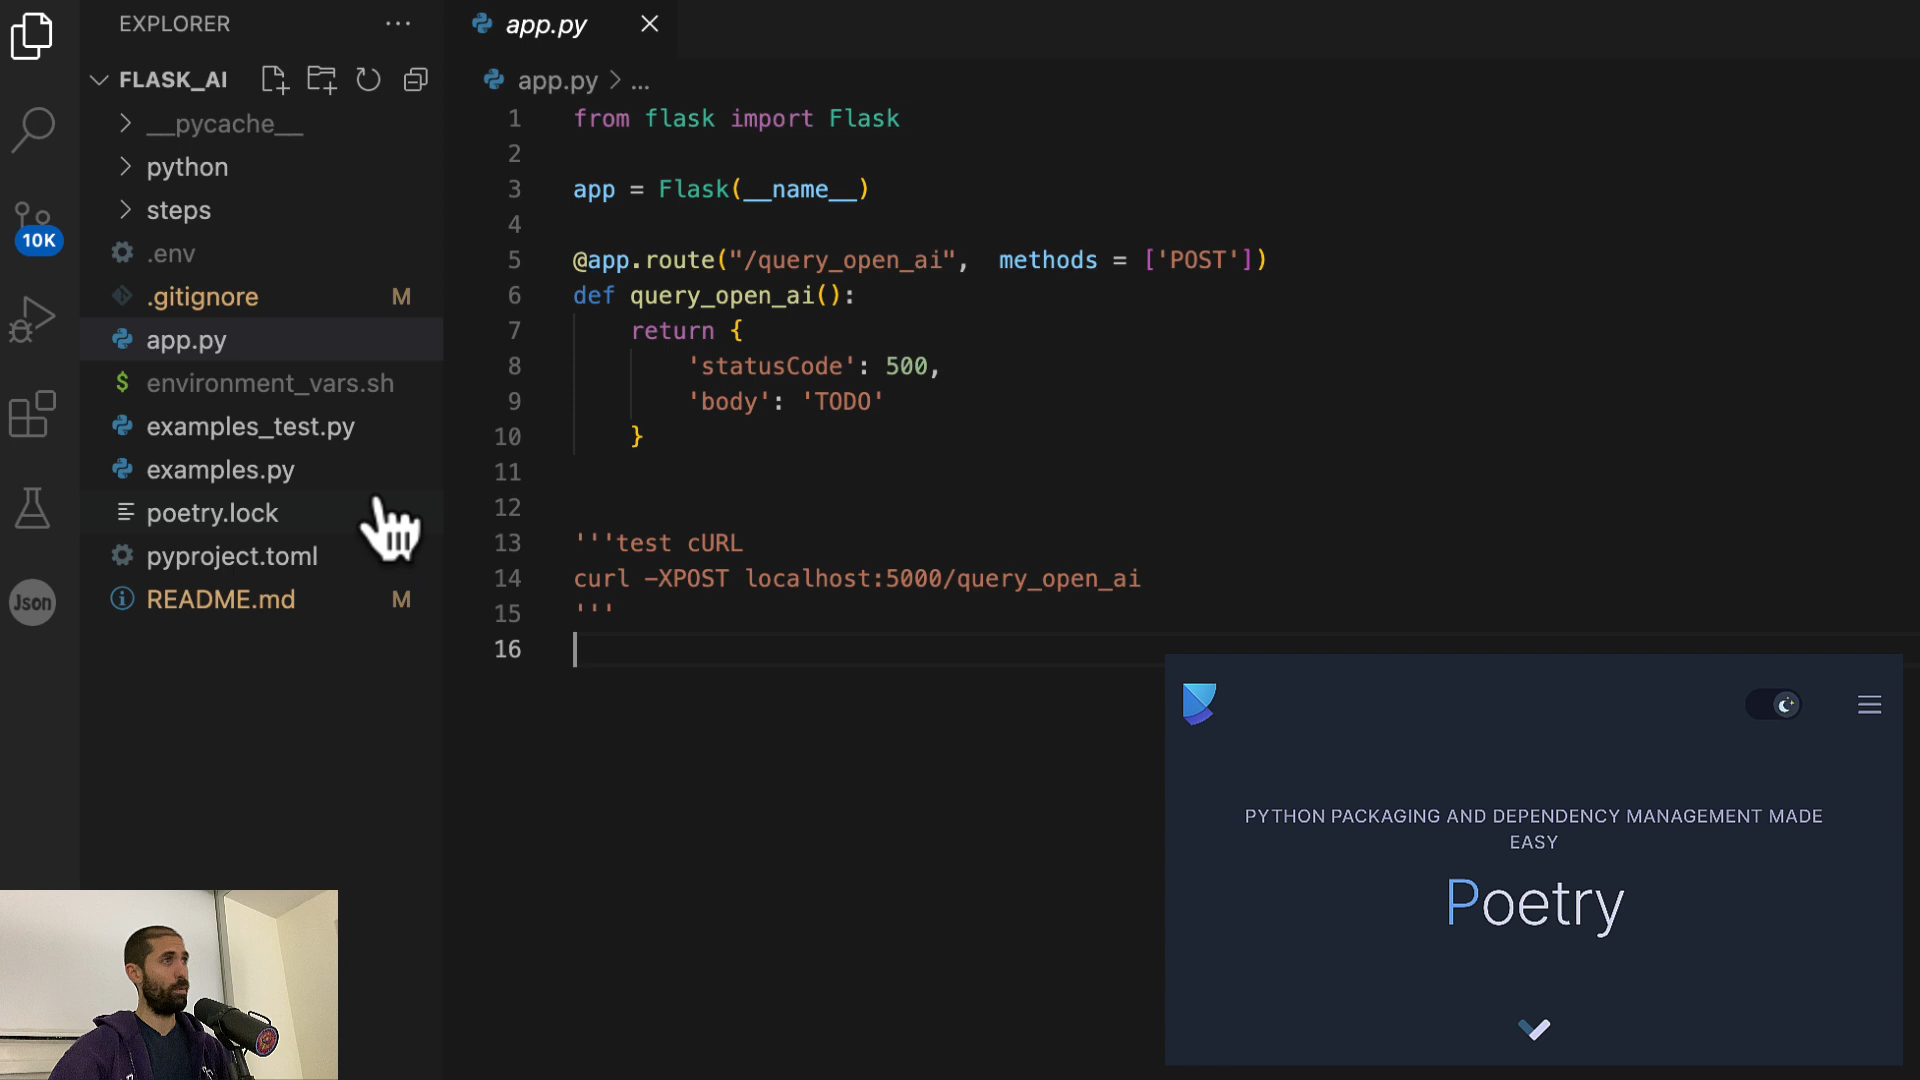 EXPLORER
FLASK_AI
__pycache__
python
steps
.env
.gitignore M
app.py
environment_vars.sh
examples_test.py
examples.py
poetry.lock
pyproject.toml
README.md M
10K
Json
app.py
app.py > ...
1 from flask import Flask
2
3 app = Flask(__name__)
4
5 @app.route("/query_open_ai",  methods = ['POST'])
6 def query_open_ai():
7     return {
8         'statusCode': 500,
9         'body': 'TODO'
10     }
11
12
13 '''test cURL
14 curl -XPOST localhost:5000/query_open_ai
15 '''
16
PYTHON PACKAGING AND DEPENDENCY MANAGEMENT MADE
EASY
Poetry